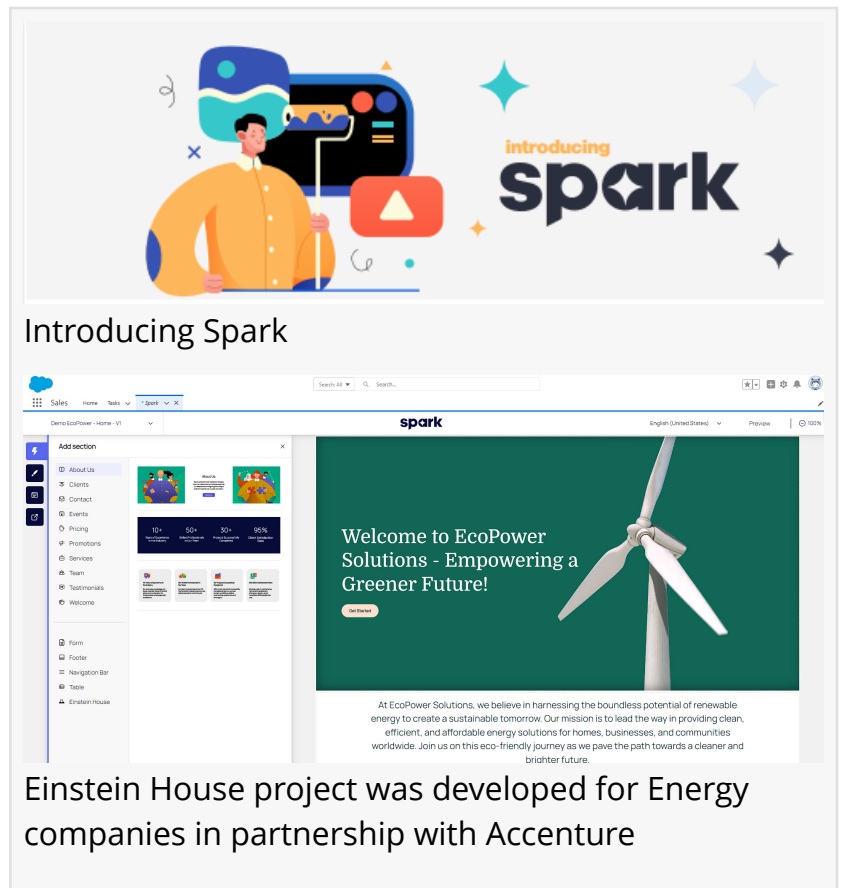 introducing
spark
Introducing Spark
Search: All
Search...
Sales
Home
Tasks
* Spark
Demo EcoPower - Home - V1
spark
English (United States)
Preview
100%
Add section
About Us
Clients
Contact
Events
Pricing
Promotions
Services
Team
Testimonials
Welcome
Form
Footer
Navigation Bar
Table
Einstein House
About Us
10+
50+
30+
95%
Welcome to EcoPower
Solutions - Empowering a
Greener Future!
Get Started
At EcoPower Solutions, we believe in harnessing the boundless potential of renewable
energy to create a sustainable tomorrow. Our mission is to lead the way in providing clean,
efficient, and affordable energy solutions for homes, businesses, and communities
worldwide. Join us on this eco-friendly journey as we pave the path towards a cleaner and
brighter future.
Einstein House project was developed for Energy
companies in partnership with Accenture